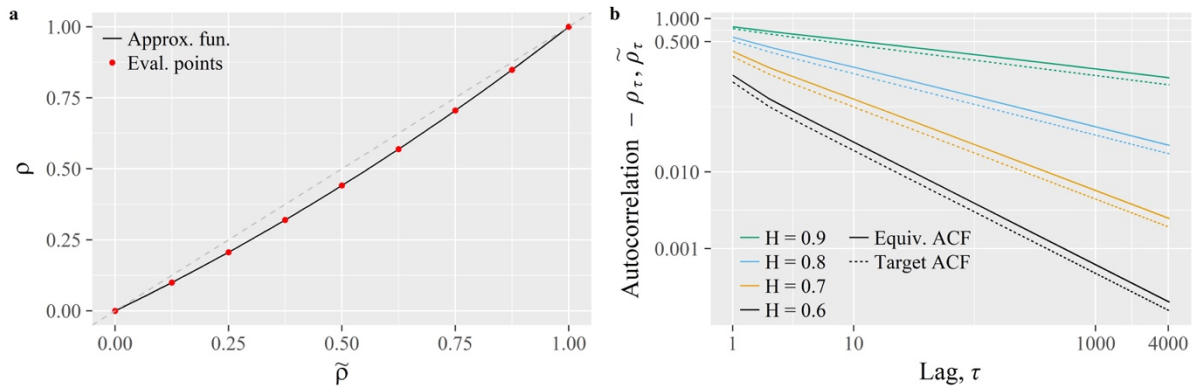 a
1.00
0.75
0.50
0.25
0.00
ρ
Approx. fun.
Eval. points
0.00 0.25 0.50 0.75 1.00
ρ̃
b
1.000
0.500
0.010
0.001
Autocorrelation − ρτ, ρ̃τ
H = 0.9
H = 0.8
H = 0.7
H = 0.6
Equiv. ACF
Target ACF
1 10 1000 4000
Lag, τ